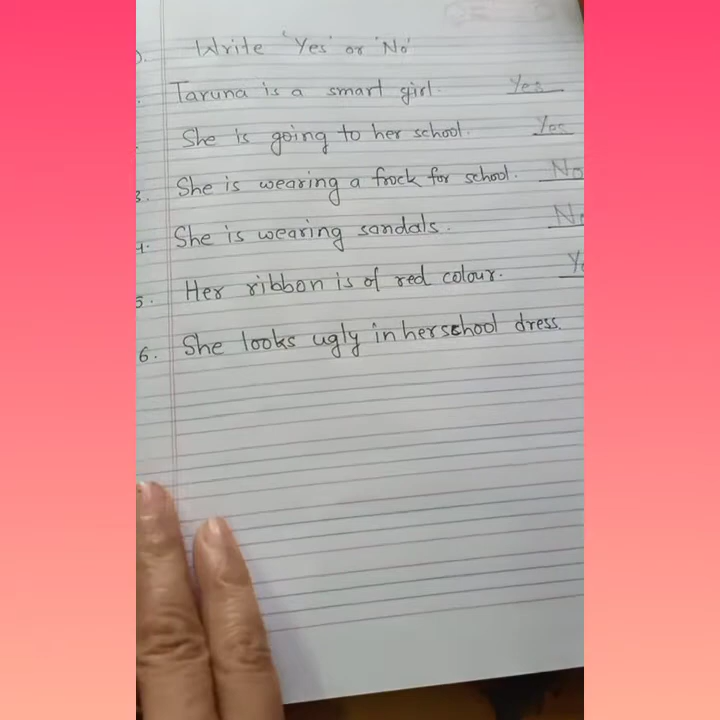 Write 'Yes' or 'No'
Taruna is a smart girl. Yes
She is going to her school. Yes
3. She is wearing a frock for school. No
4. She is wearing sandals. No
5. Her ribbon is of red colour.
6. She looks ugly in her school dress.